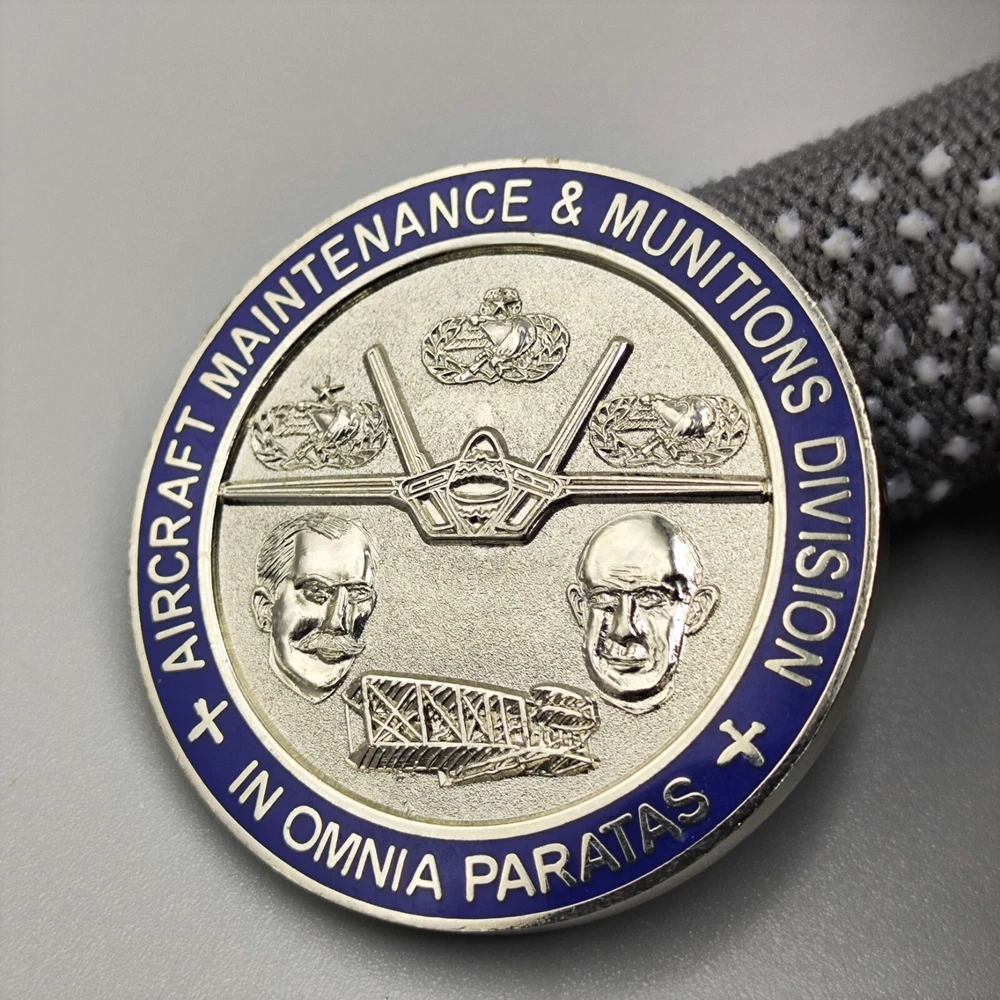 AIRCRAFT MAINTENANCE & MUNITIONS DIVISION
IN OMNIA PARATAS